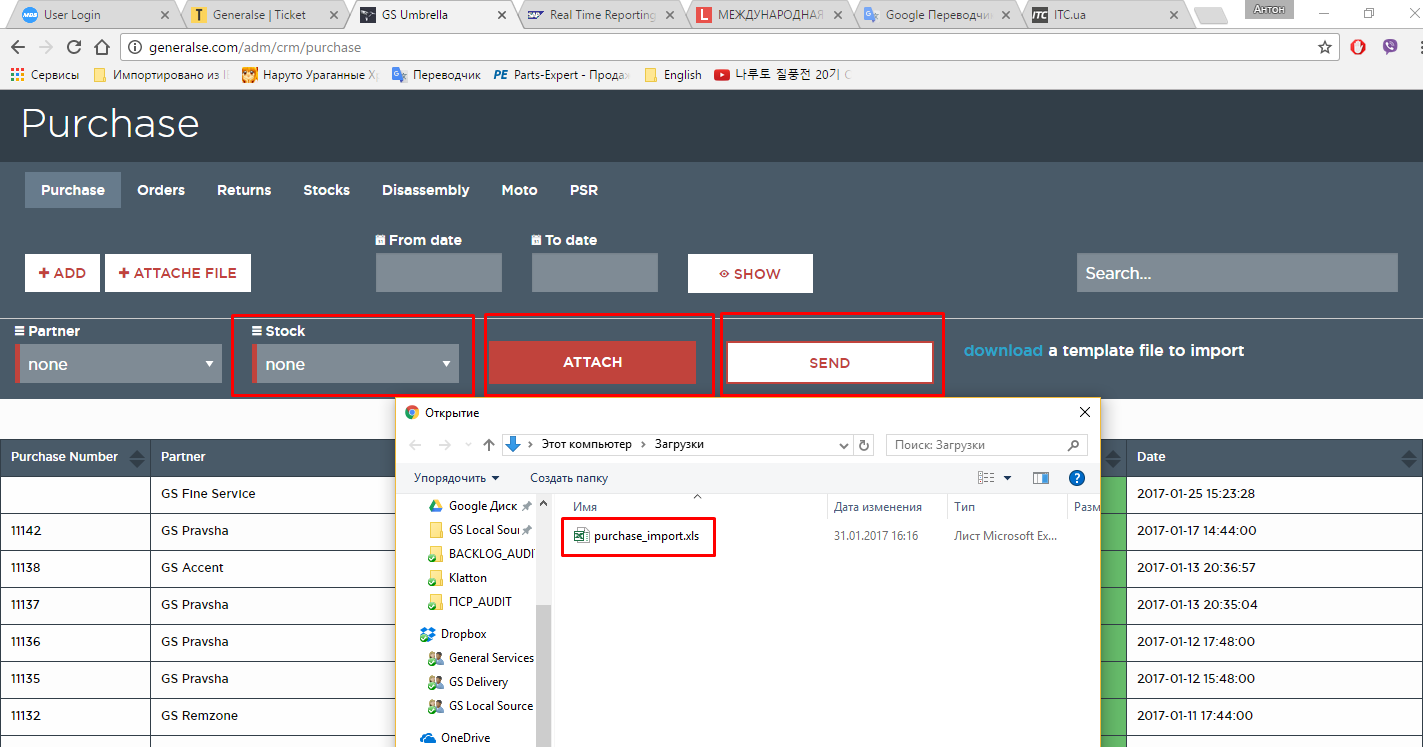 User Login
Generalse | Ticket
GS Umbrella
Real Time Reporting
МЕЖДУНАРОДНАЯ
Google Переводчик
ITC.ua
Антон
generalse.com/adm/crm/purchase
Сервисы
Импортировано из IE
Наруто Ураганные Хр
Переводчик
Parts-Expert - Продаж
English
나루토 질풍전 20기 C
Purchase
Purchase Orders Returns Stocks Disassembly Moto PSR
From date
To date
ADD
ATTACHE FILE
SHOW
Search...
Partner
Stock
none
none
ATTACH
SEND
download a template file to import
Открытие
Этот компьютер
Загрузки
Поиск: Загрузки
Упорядочить
Создать папку
Google Диск
GS Local Sour
BACKLOG_AUDIT
Klatton
ПСР_AUDIT
Dropbox
General Services
GS Delivery
GS Local Source
OneDrive
Имя
Дата изменения
Тип
Разм
purchase_import.xls
31.01.2017 16:16
Лист Microsoft Ex...
Purchase Number Partner Date
GS Fine Service 2017-01-25 15:23:28
11142 GS Pravsha 2017-01-17 14:44:00
11138 GS Accent 2017-01-13 20:36:57
11137 GS Pravsha 2017-01-13 20:35:04
11136 GS Pravsha 2017-01-12 17:48:00
11135 GS Pravsha 2017-01-12 15:48:00
11132 GS Remzone 2017-01-11 17:44:00